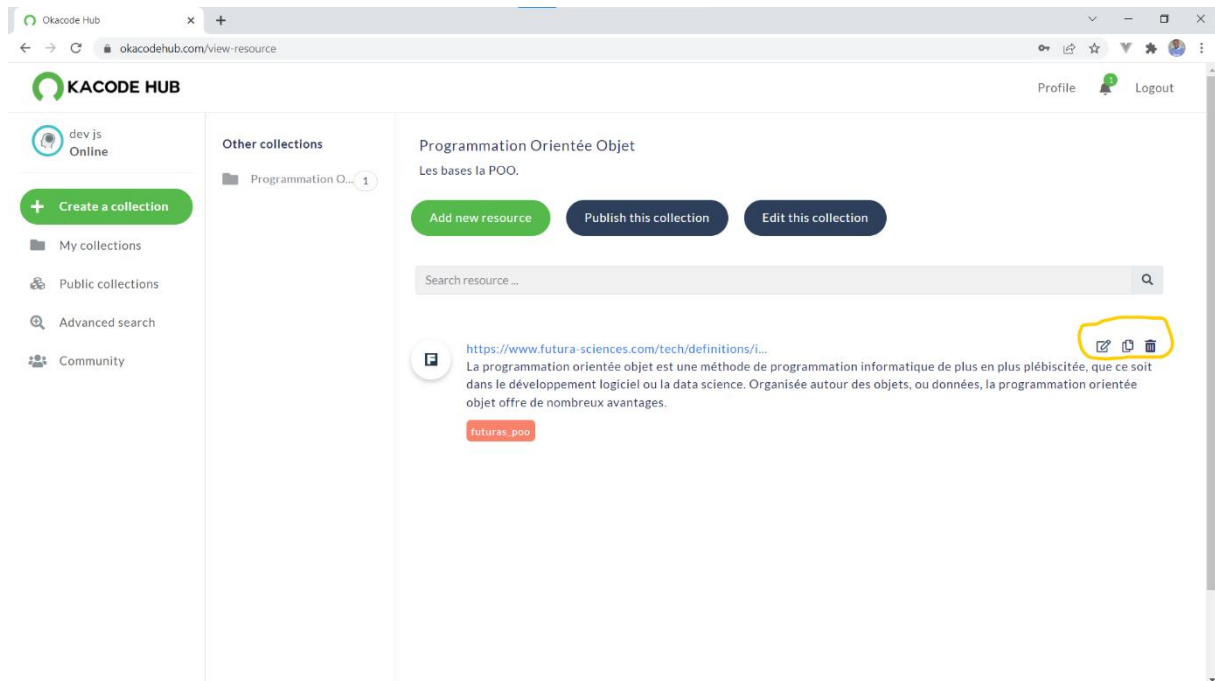 Okacode Hub
okacodehub.com/view-resource
KACODE HUB
Profile
1
Logout
dev js
Online
Create a collection
My collections
Public collections
Advanced search
Community
Other collections
Programmation O... 1
Programmation Orientée Objet
Les bases la POO.
Add new resource
Publish this collection
Edit this collection
Search resource ...
https://www.futura-sciences.com/tech/definitions/i...
La programmation orientée objet est une méthode de programmation informatique de plus en plus plébiscitée, que ce soit
dans le développement logiciel ou la data science. Organisée autour des objets, ou données, la programmation orientée
objet offre de nombreux avantages.
futuras_poo